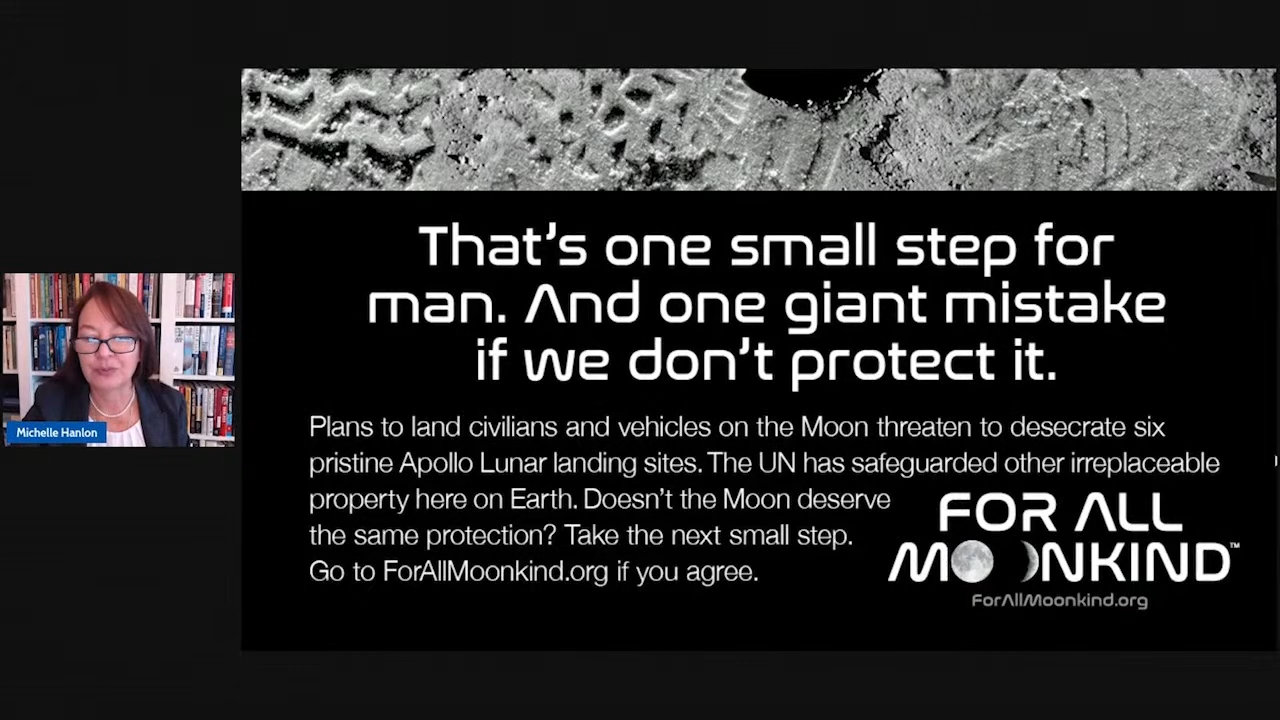 That's one small step for
man. And one giant mistake
if we don't protect it.
Plans to land civilians and vehicles on the Moon threaten to desecrate six
pristine Apollo Lunar landing sites. The UN has safeguarded other irreplaceable
property here on Earth. Doesn't the Moon deserve
the same protection? Take the next small step.
Go to ForAllMoonkind.org if you agree.
FOR ALL
MOONKIND™
ForAllMoonkind.org
Michelle Hanlon